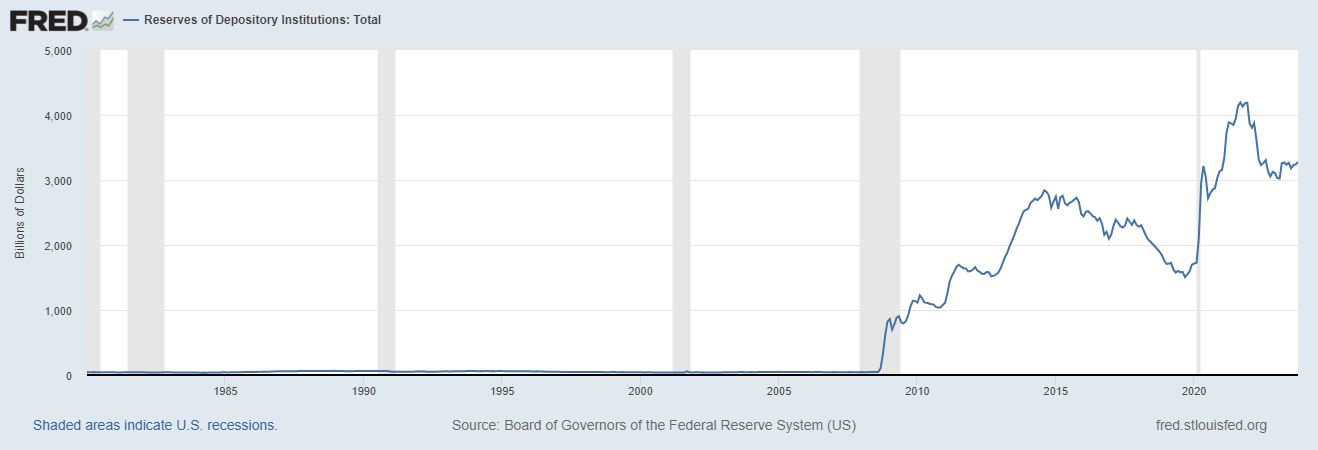 FRED Reserves of Depository Institutions: Total
5,000
4,000
3,000
2,000
1,000
0
Billions of Dollars
1985 1990 1995 2000 2005 2010 2015 2020
Shaded areas indicate U.S. recessions. Source: Board of Governors of the Federal Reserve System (US) fred.stlouisfed.org